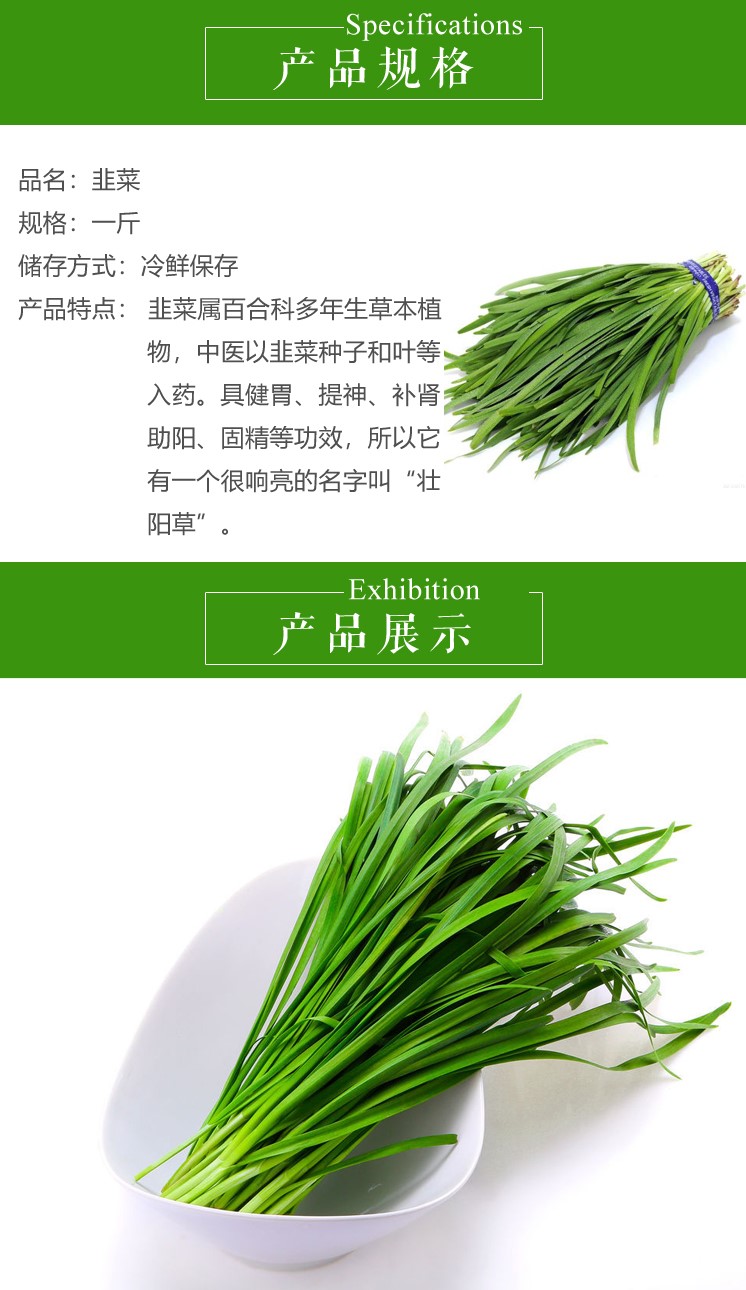 Specifications
产品规格
品名：韭菜
规格：一斤
储存方式：冷鲜保存
产品特点： 韭菜属百合科多年生草本植
物，中医以韭菜种子和叶等
入药。具健胃、提神、补肾
助阳、固精等功效，所以它
有一个很响亮的名字叫“壮
阳草”。
Exhibition
产品展示